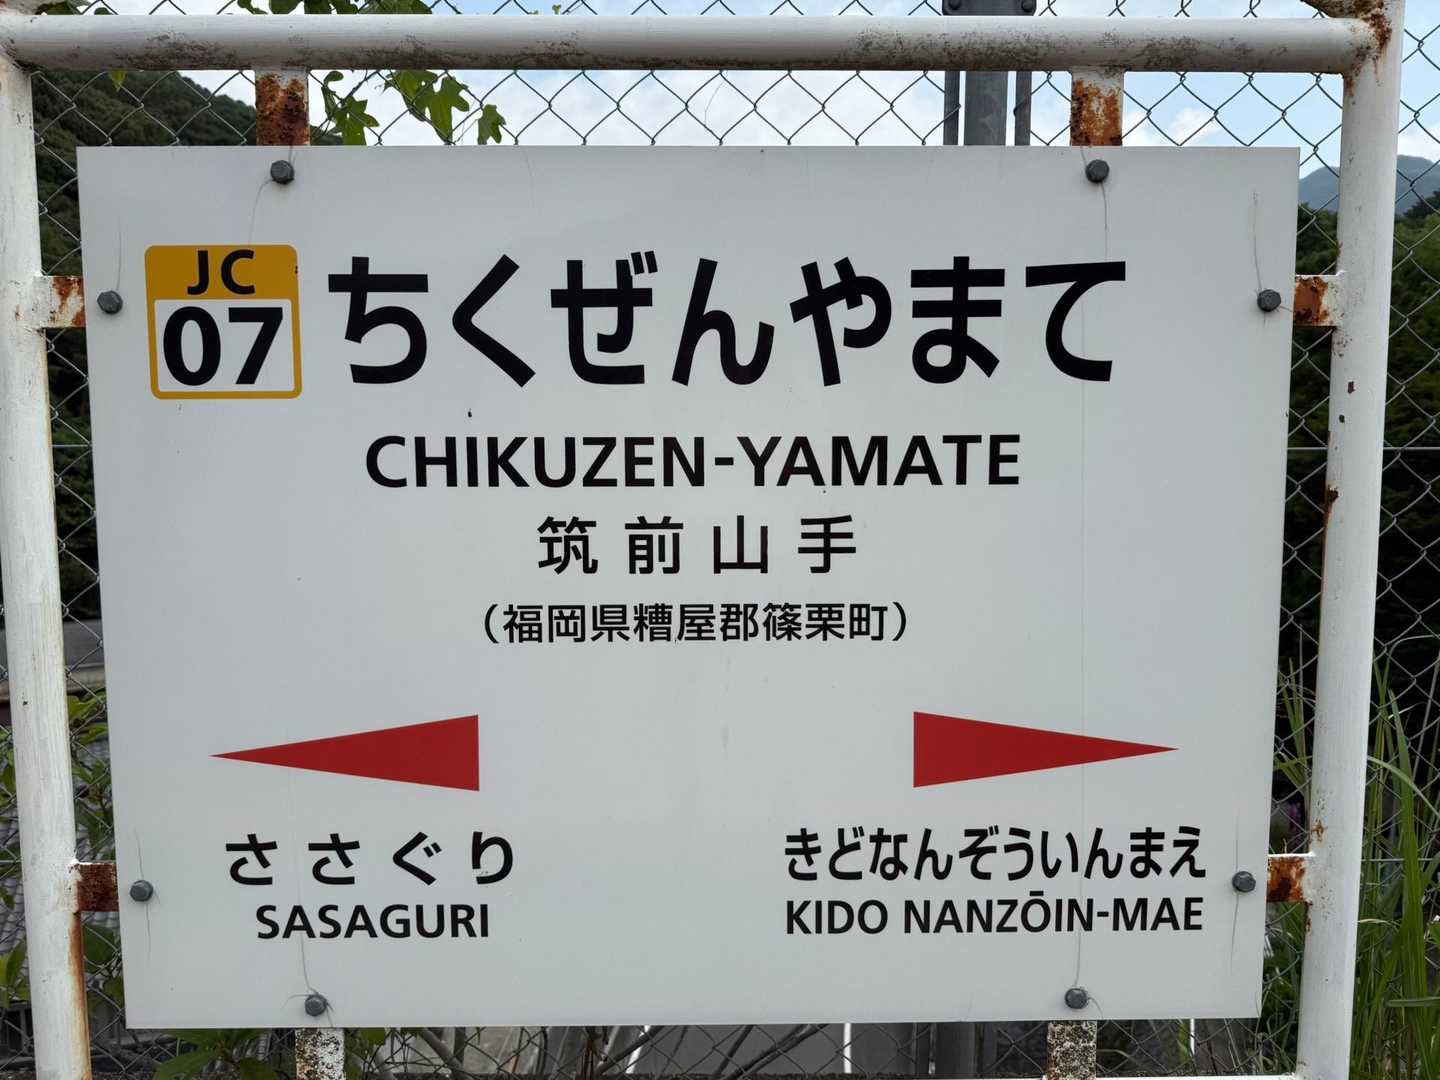 JC
07
ちくぜんやまて
CHIKUZEN-YAMATE
筑前山手
（福岡県糟屋郡篠栗町）
ささぐり
SASAGURI
きどなんぞういんまえ
KIDO NANZŌIN-MAE